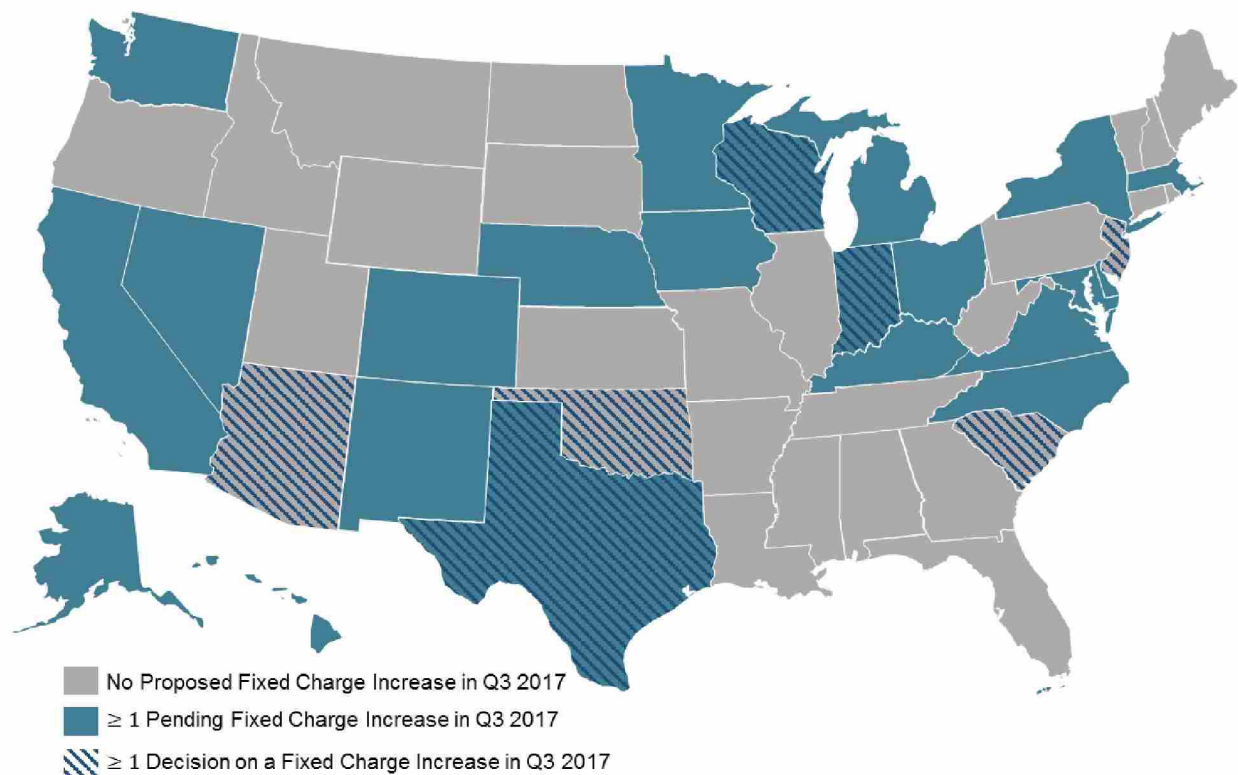 No Proposed Fixed Charge Increase in Q3 2017
≥ 1 Pending Fixed Charge Increase in Q3 2017
≥ 1 Decision on a Fixed Charge Increase in Q3 2017